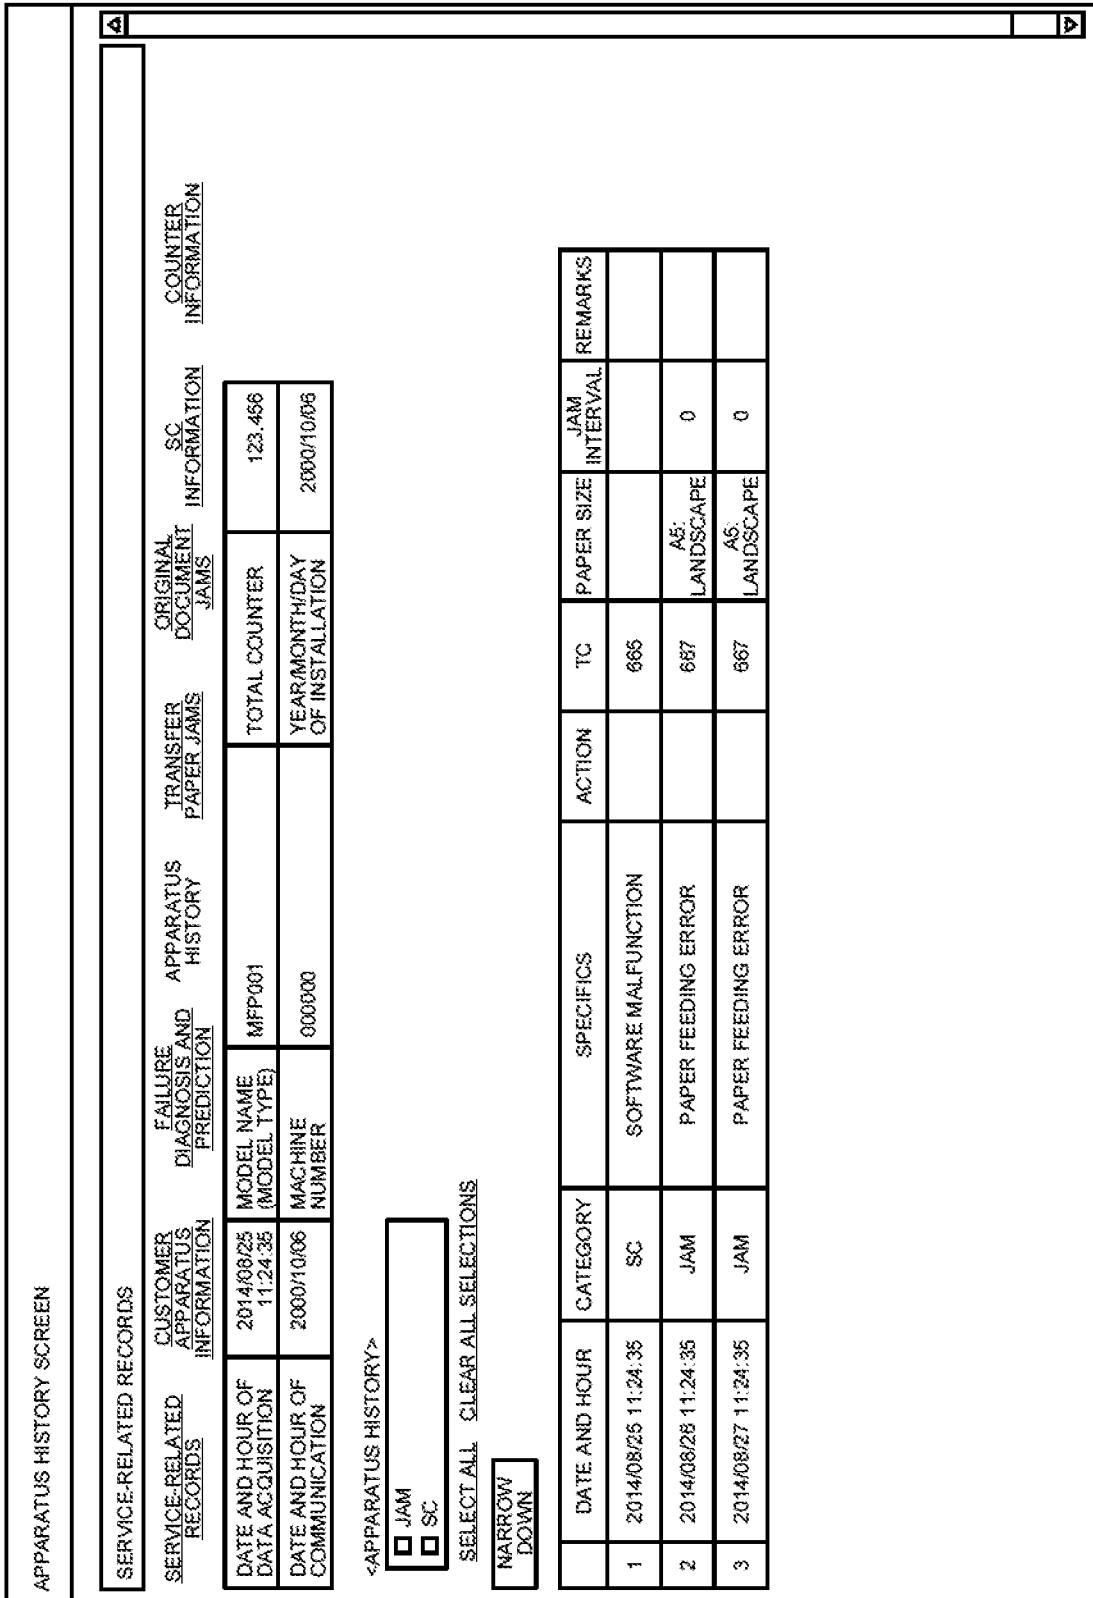 APPARATUS HISTORY SCREEN
SERVICE-RELATED RECORDS
SERVICE-RELATED
RECORDS
CUSTOMER
APPARATUS
INFORMATION
FAILURE
DIAGNOSIS AND
PREDICTION
APPARATUS
HISTORY
TRANSFER
PAPER JAMS
ORIGINAL
DOCUMENT
JAMS
SC
INFORMATION
COUNTER
INFORMATION
DATE AND HOUR OF
DATA ACQUISITION
2014/08/25
11:24:35
MODEL NAME
(MODEL TYPE)
MFP001
TOTAL COUNTER
123.456
DATE AND HOUR OF
COMMUNICATION
2000/10/06
MACHINE
NUMBER
000000
YEAR/MONTH/DAY
OF INSTALLATION
2000/10/06
<APPARATUS HISTORY>
JAM
SC
SELECT ALL CLEAR ALL SELECTIONS
NARROW
DOWN
DATE AND HOUR CATEGORY SPECIFICS ACTION TC PAPER SIZE JAM
INTERVAL REMARKS
1 2014/08/25 11:24:35 SC SOFTWARE MALFUNCTION 665
2 2014/08/26 11:24:35 JAM PAPER FEEDING ERROR 667 A5:
LANDSCAPE 0
3 2014/08/27 11:24:35 JAM PAPER FEEDING ERROR 667 A5:
LANDSCAPE 0